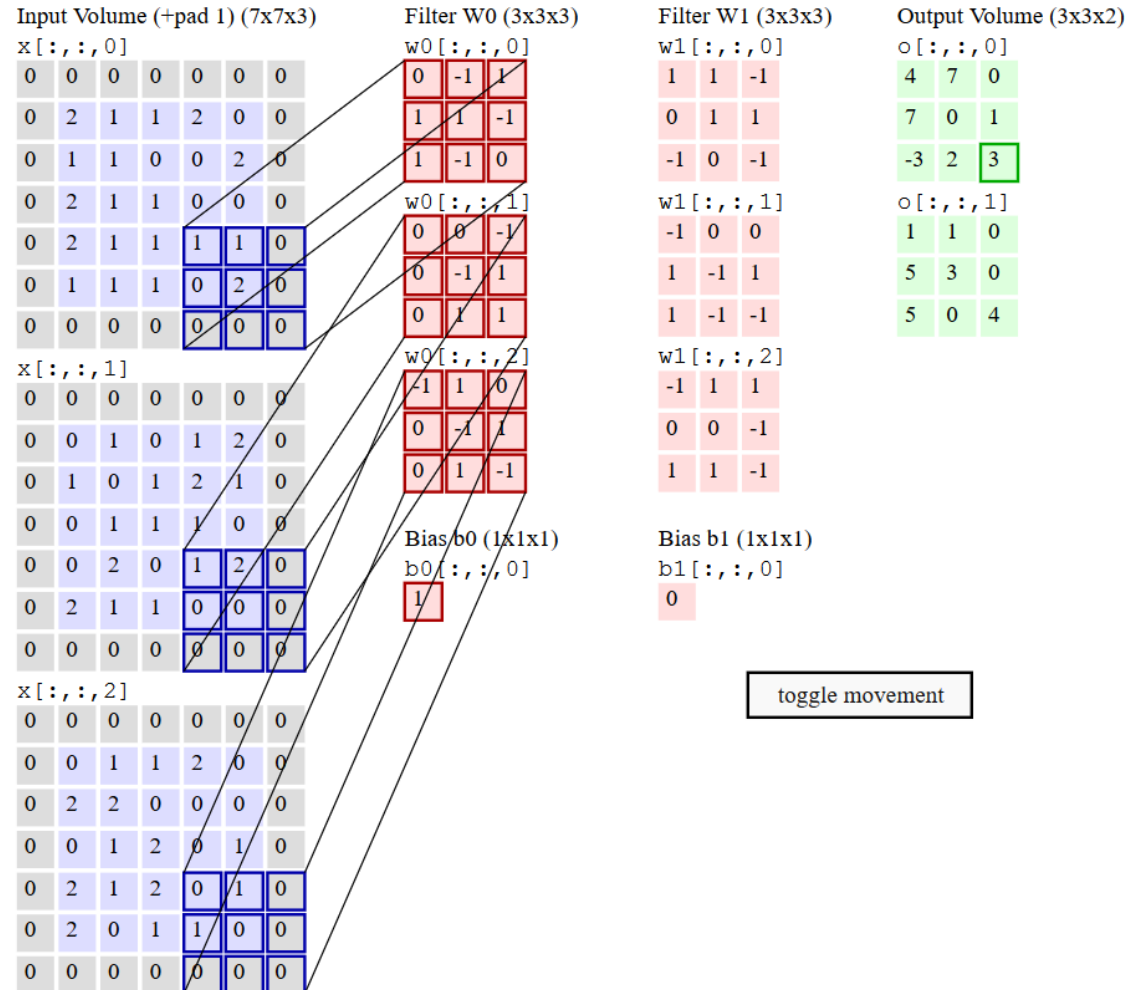 Input Volume (+pad 1) (7x7x3)
x[:,:,0]
0 0 0 0 0 0 0
0 2 1 1 2 0 0
0 1 1 0 0 2 0
0 2 1 1 0 0 0
0 2 1 1 1 1 0
0 1 1 1 0 2 0
0 0 0 0 0 0 0
x[:,:,1]
0 0 0 0 0 0 0
0 0 1 0 1 2 0
0 1 0 1 2 1 0
0 0 1 1 1 0 0
0 0 2 0 1 2 0
0 2 1 1 0 0 0
0 0 0 0 0 0 0
x[:,:,2]
0 0 0 0 0 0 0
0 0 1 1 2 0 0
0 2 2 0 0 0 0
0 0 1 2 0 1 0
0 2 1 2 0 1 0
0 2 0 1 1 0 0
0 0 0 0 0 0 0
Filter W0 (3x3x3)
w0[:,:,0]
0 -1 1
1 1 -1
1 -1 0
w0[:,:,1]
0 0 -1
0 -1 1
0 1 1
w0[:,:,2]
-1 1 0
0 -1 1
0 1 -1
Bias b0 (1x1x1)
b0[:,:,0]
1
Filter W1 (3x3x3)
w1[:,:,0]
1 1 -1
0 1 1
-1 0 -1
w1[:,:,1]
-1 0 0
1 -1 1
1 -1 -1
w1[:,:,2]
-1 1 1
0 0 -1
1 1 -1
Bias b1 (1x1x1)
b1[:,:,0]
0
Output Volume (3x3x2)
o[:,:,0]
4 7 0
7 0 1
-3 2 3
o[:,:,1]
1 1 0
5 3 0
5 0 4
toggle movement